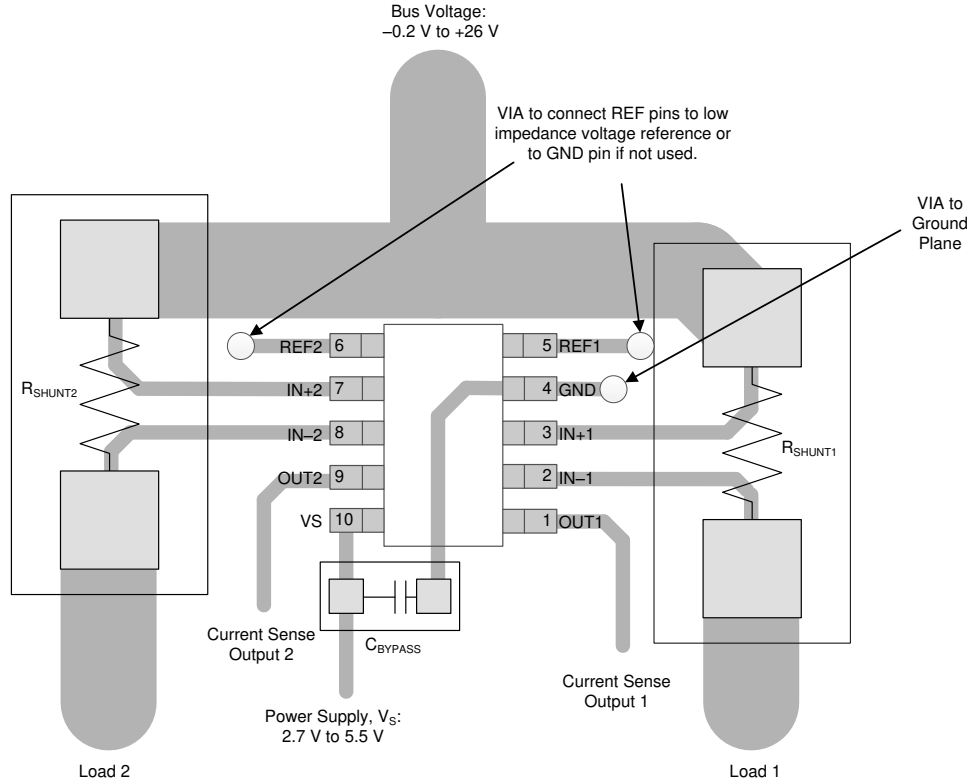 Bus Voltage:
–0.2 V to +26 V
VIA to connect REF pins to low
impedance voltage reference or
to GND pin if not used.
VIA to
Ground
Plane
REF2 6
5 REF1
IN+2 7
4 GND
IN–2 8
3 IN+1
OUT2 9
2 IN–1
VS 10
1 OUT1
RSHUNT2
RSHUNT1
CBYPASS
Current Sense
Output 2
Current Sense
Output 1
Power Supply, VS:
2.7 V to 5.5 V
Load 2
Load 1